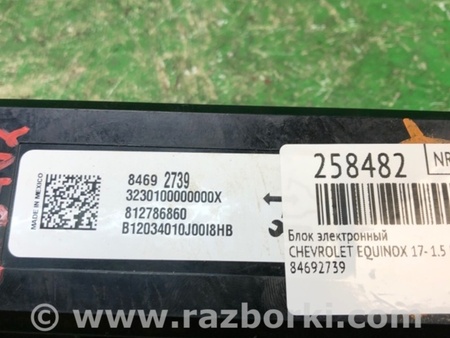 MADE IN MEXICO
8469 2739
3230100000000X
812786860
B12034010J00I8HB
258482
NR
Блок электронный
CHEVROLET EQUINOX 17- 1.5
84692739
www.razborki.com